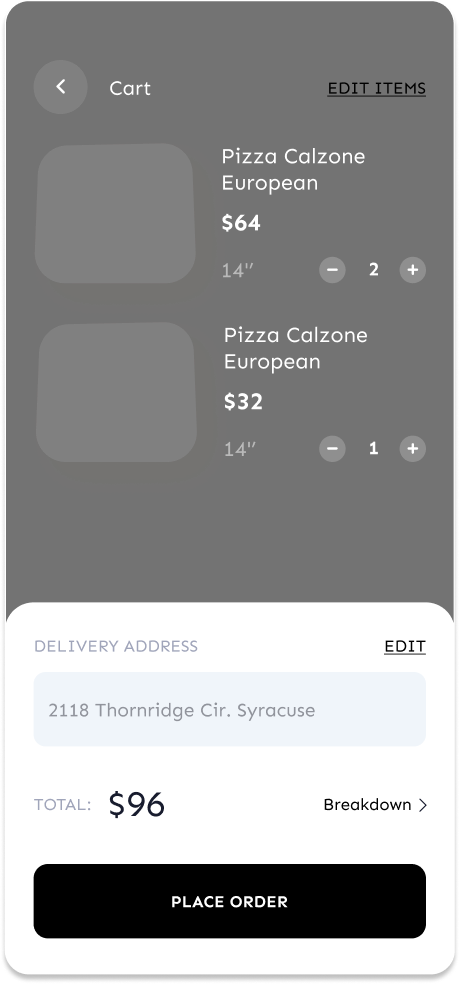 Cart
EDIT ITEMS
Pizza Calzone
European
$64
14"
− 2 +
Pizza Calzone
European
$32
14"
− 1 +
DELIVERY ADDRESS
EDIT
2118 Thornridge Cir. Syracuse
TOTAL: $96
Breakdown >
PLACE ORDER